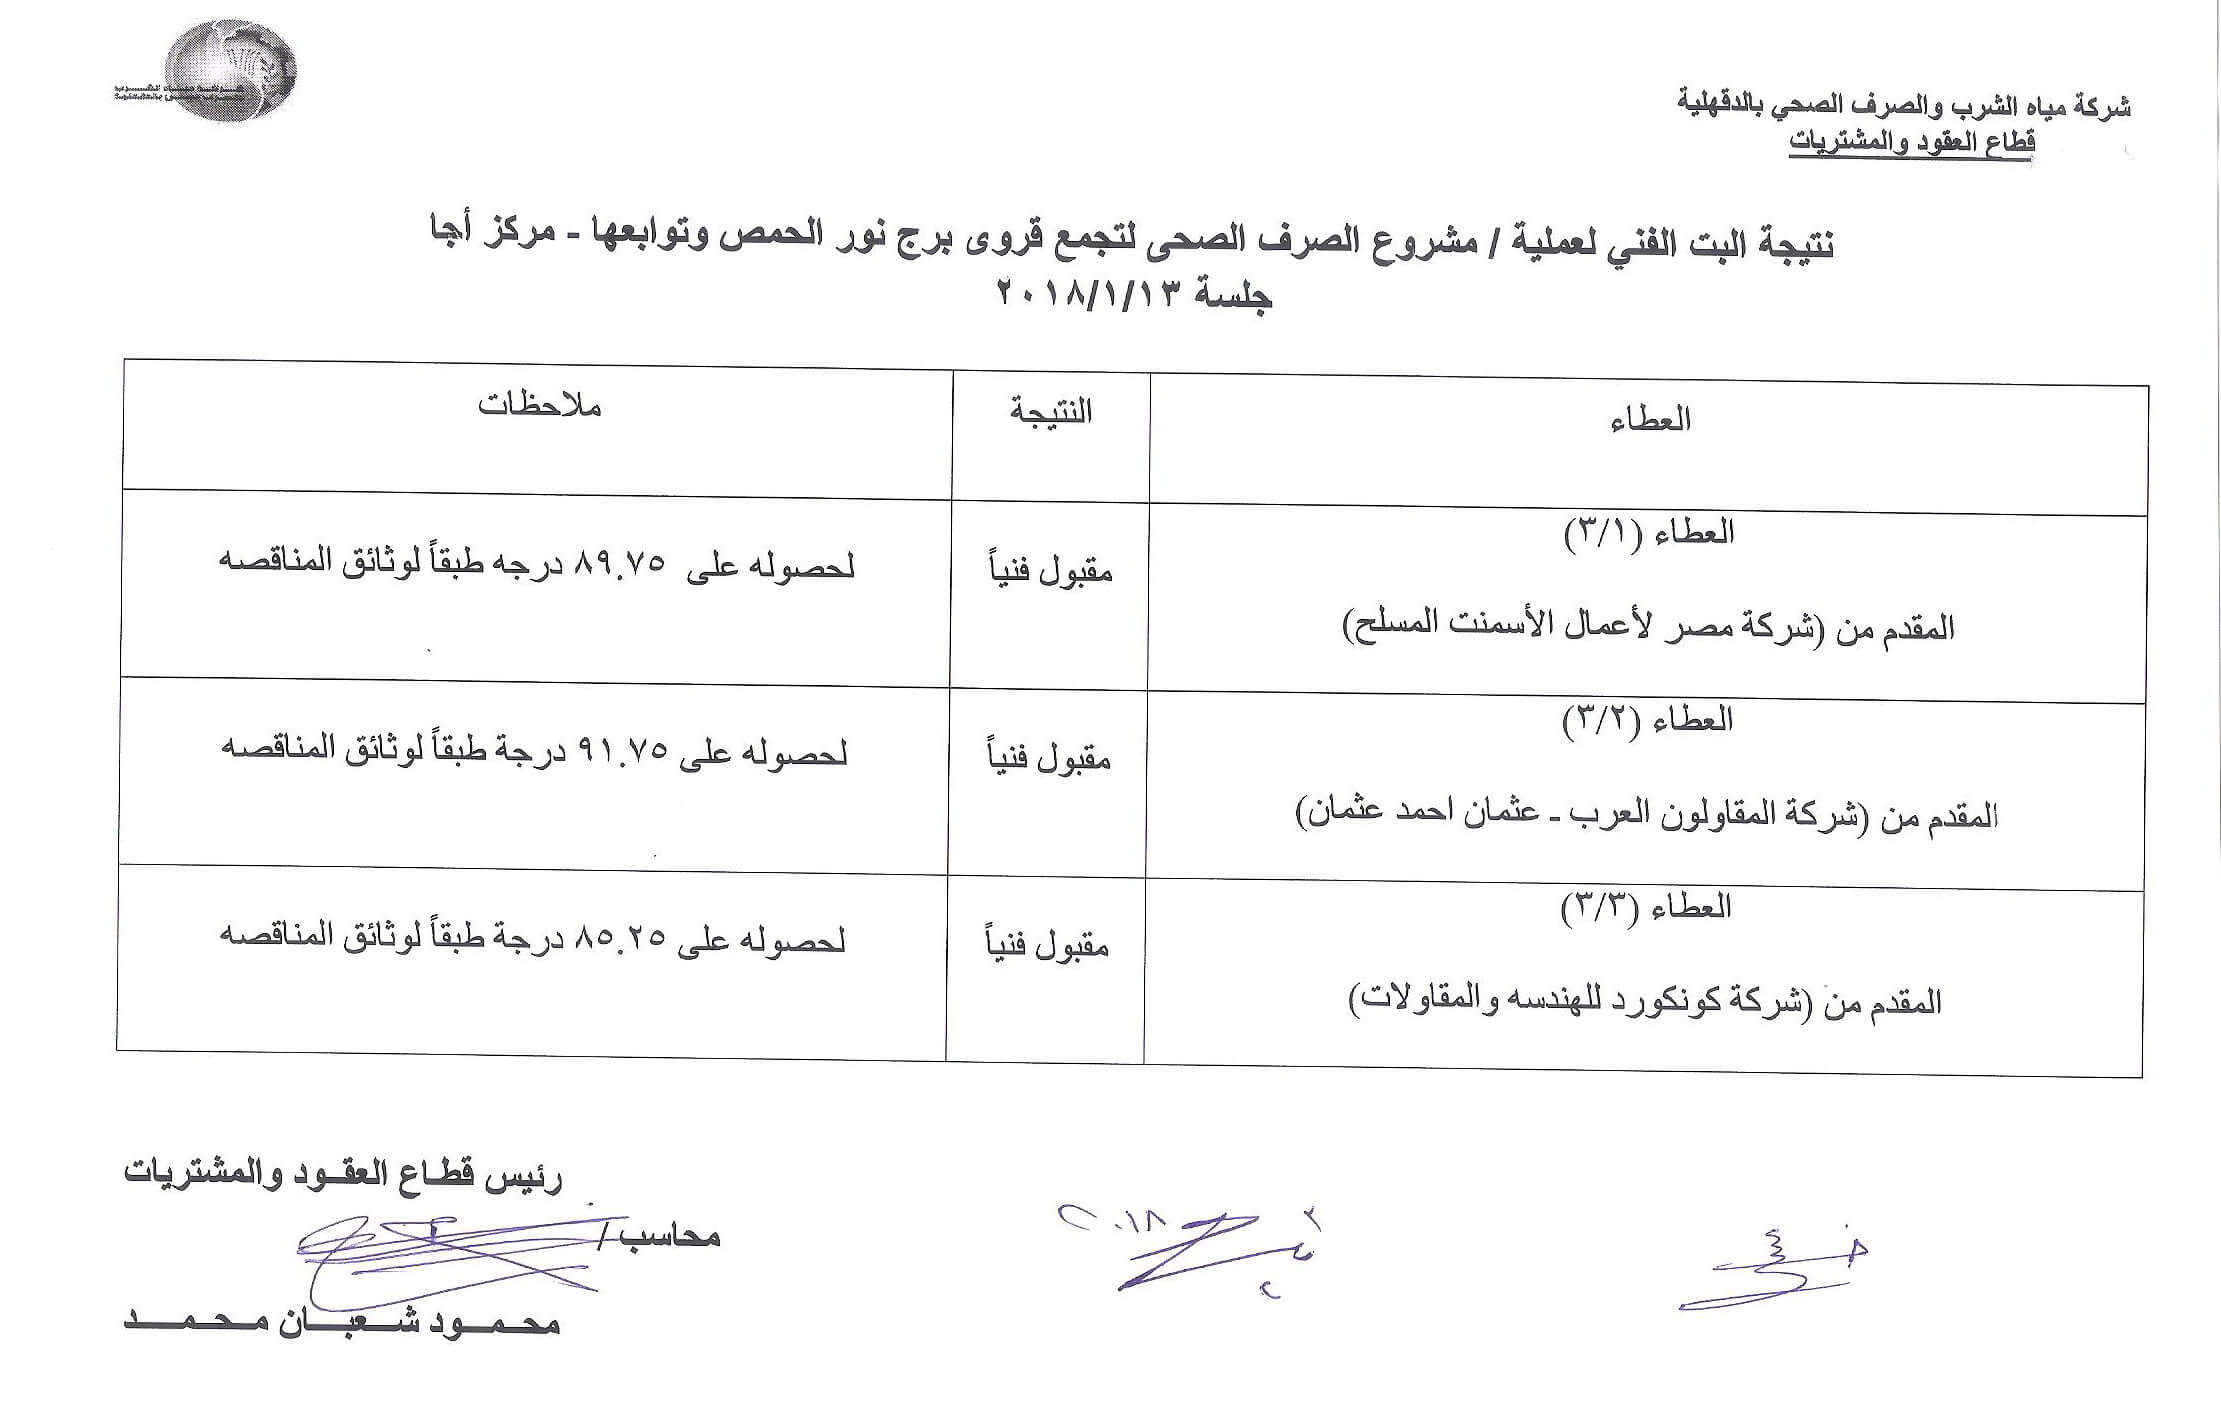 شركة مياه الشرب والصرف الصحي بالدقهلية
قطاع العقود والمشتريات
نتيجة البت الفني لعملية / مشروع الصرف الصحى لتجمع قروى برج نور الحمص وتوابعها - مركز أجا
جلسة ٢٠١٨/١/١٣
العطاء
النتيجة
ملاحظات
العطاء (٣/١)
المقدم من (شركة مصر لأعمال الأسمنت المسلح)
مقبول فنياً
لحصوله على ٨٩.٧٥ درجه طبقاً لوثائق المناقصه
العطاء (٣/٢)
المقدم من (شركة المقاولون العرب - عثمان احمد عثمان)
مقبول فنياً
لحصوله على ٩١.٧٥ درجة طبقاً لوثائق المناقصه
العطاء (٣/٣)
المقدم من (شركة كونكورد للهندسه والمقاولات)
مقبول فنياً
لحصوله على ٨٥.٢٥ درجة طبقاً لوثائق المناقصه
رئيس قطـاع العقــود والمشتريات
محاسب /
محمــود شــعبــان محـمــــد
٢٠١٨